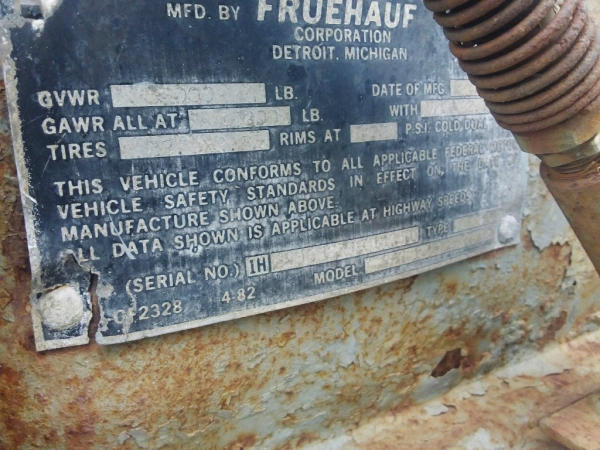 MFD. BY FRUEHAUF
CORPORATION
DETROIT, MICHIGAN
GVWR LB. DATE OF MFG.
GAWR ALL AT LB. WITH
TIRES RIMS AT P.S.I. COLD
THIS VEHICLE CONFORMS TO ALL APPLICABLE FEDERAL
VEHICLE SAFETY STANDARDS IN EFFECT ON THE
MANUFACTURE SHOWN ABOVE.
ALL DATA SHOWN IS APPLICABLE AT HIGHWAY SPEEDS
(SERIAL NO.) 1H TYPE
MODEL
4-82